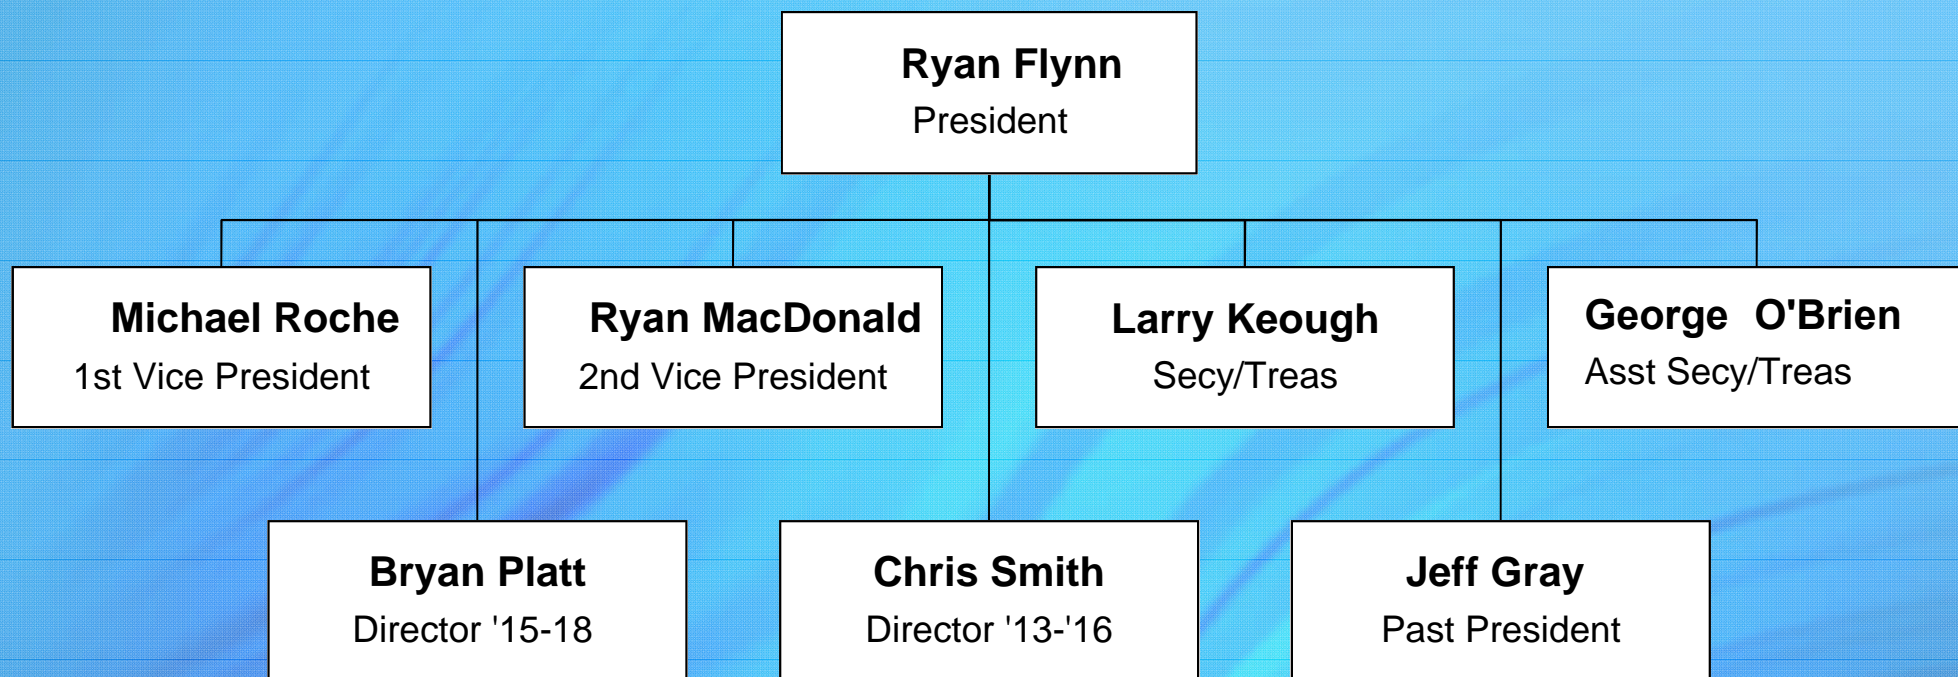 Ryan Flynn
President
Michael Roche
1st Vice President
Ryan MacDonald
2nd Vice President
Larry Keough
Secy/Treas
George  O'Brien
Asst Secy/Treas
Bryan Platt
Director '15-18
Chris Smith
Director '13-'16
Jeff Gray
Past President